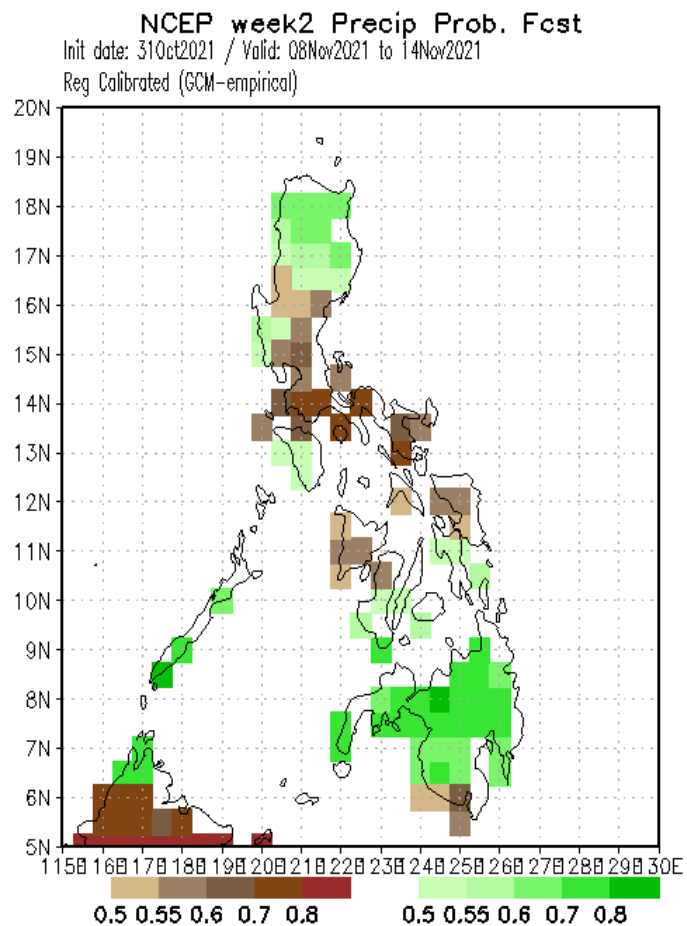 NCEP week2 Precip Prob. Fcst
Init date: 31Oct2021 / Valid: 08Nov2021 to 14Nov2021
Reg Calibrated (GCM-empirical)
20N
19N
18N
17N
16N
15N
14N
13N
12N
11N
10N
9N
8N
7N
6N
5N
115E 116E 117E 118E 119E 120E 121E 122E 123E 124E 125E 126E 127E 128E 129E 130E
0.5 0.55 0.6 0.7 0.8 0.5 0.55 0.6 0.7 0.8